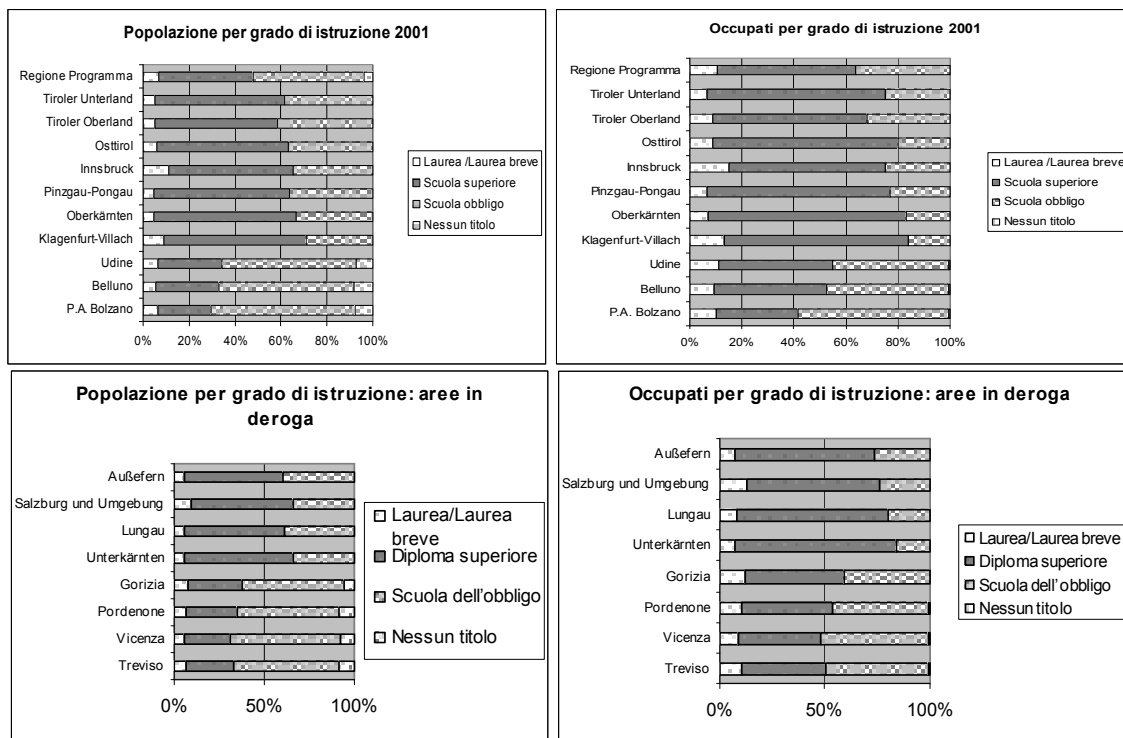 Popolazione per grado di istruzione 2001
Regione Programma
Tiroler Unterland
Tiroler Oberland
Osttirol
Innsbruck
Pinzgau-Pongau
Oberkärnten
Klagenfurt-Villach
Udine
Belluno
P.A. Bolzano
0% 20% 40% 60% 80% 100%
Laurea /Laurea breve
Scuola superiore
Scuola obbligo
Nessun titolo
Occupati per grado di istruzione 2001
Regione Programma
Tiroler Unterland
Tiroler Oberland
Osttirol
Innsbruck
Pinzgau-Pongau
Oberkärnten
Klagenfurt-Villach
Udine
Belluno
P.A. Bolzano
0% 20% 40% 60% 80% 100%
Laurea /Laurea breve
Scuola superiore
Scuola obbligo
Nessun titolo
Popolazione per grado di istruzione: aree in
deroga
Außefern
Salzburg und Umgebung
Lungau
Unterkärnten
Gorizia
Pordenone
Vicenza
Treviso
0% 50% 100%
Laurea/Laurea
breve
Diploma superiore
Scuola dell'obbligo
Nessun titolo
Occupati per grado di istruzione: aree in deroga
Außefern
Salzburg und Umgebung
Lungau
Unterkärnten
Gorizia
Pordenone
Vicenza
Treviso
0% 50% 100%
Laurea/Laurea breve
Diploma superiore
Scuola dell'obbligo
Nessun titolo